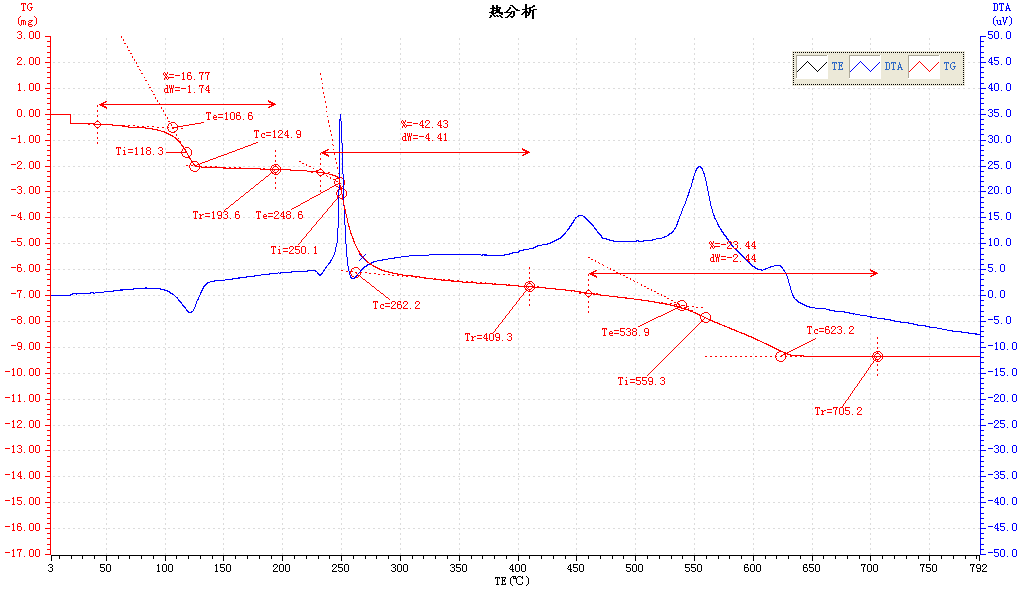 热分析
TG
(mg)
DTA
(uV)
3.00
2.00
1.00
0.00
-1.00
-2.00
-3.00
-4.00
-5.00
-6.00
-7.00
-8.00
-9.00
-10.00
-11.00
-12.00
-13.00
-14.00
-15.00
-16.00
-17.00
TE DTA TG
%=-16.77
dW=-1.74
Te=106.6
Tc=124.9
Ti=118.3
Tr=193.6
%=-42.43
dW=-4.41
Te=248.6
Ti=250.1
Tc=262.2
Tr=409.3
%=-23.44
dW=-2.44
Te=538.9
Ti=559.3
Tc=623.2
Tr=705.2
50.0
45.0
40.0
35.0
30.0
25.0
20.0
15.0
10.0
5.0
0.0
-5.0
-10.0
-15.0
-20.0
-25.0
-30.0
-35.0
-40.0
-45.0
-50.0
3 50 100 150 200 250 300 350 400 450 500 550 600 650 700 750 792
TE(℃)